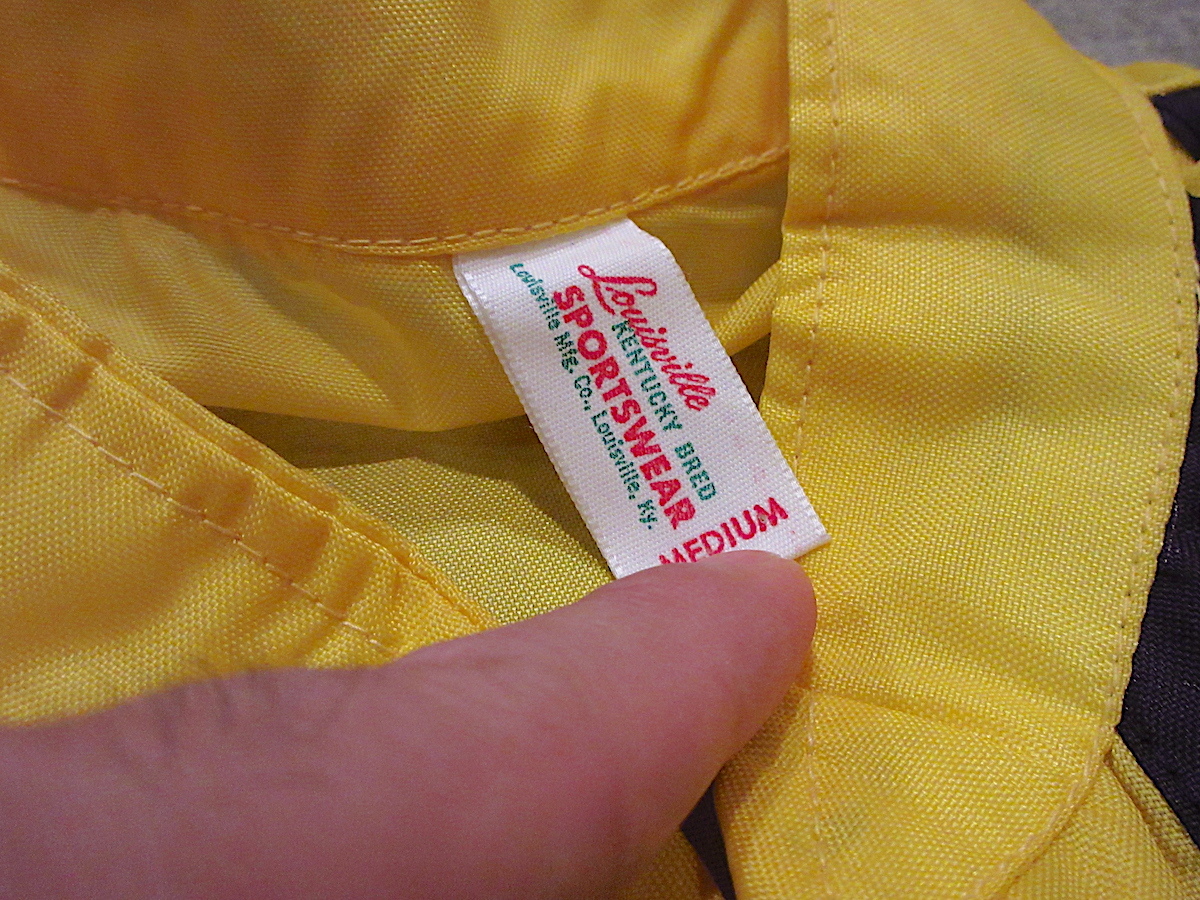 Louisville
KENTUCKY BRED
SPORTSWEAR
Louisville Mfg. Co., Louisville, Ky.
MEDIUM